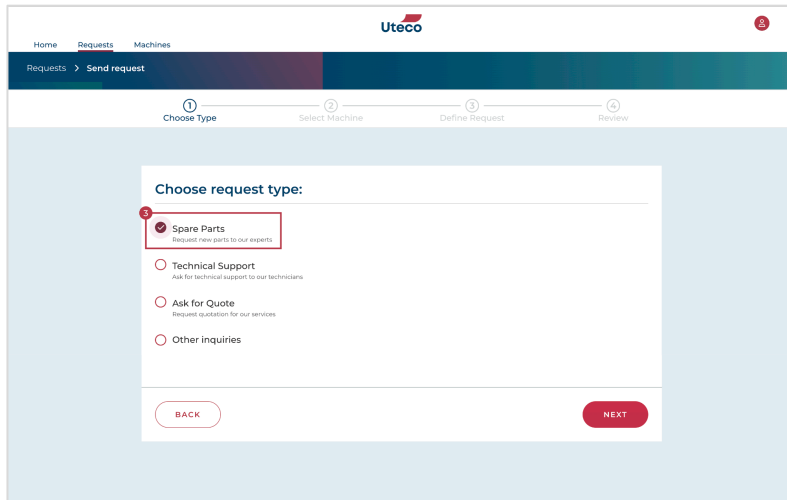 Uteco
Home Requests Machines
Requests > Send request
1 2 3 4
Choose Type Select Machine Define Request Review
Choose request type:
3
Spare Parts
Request new parts to our experts
Technical Support
Ask for technical support to our technicians
Ask for Quote
Request quotation for our services
Other inquiries
BACK NEXT